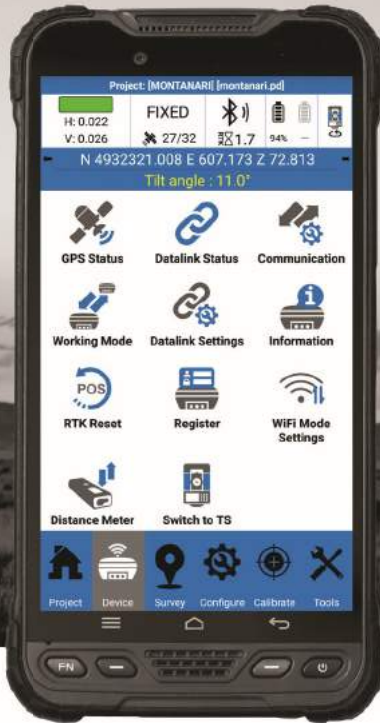 Project: [MONTANARI] [montanari.pd]
H: 0.022
V: 0.026
FIXED
27/32
1.7
94%
--
N 4932321.008 E 607.173 Z 72.813
Tilt angle : 11.0°
GPS Status
Datalink Status
Communication
Working Mode
Datalink Settings
Information
POS
RTK Reset
Register
WiFi Mode
Settings
Distance Meter
Switch to TS
Project
Device
Survey
Configure
Calibrate
Tools
FN